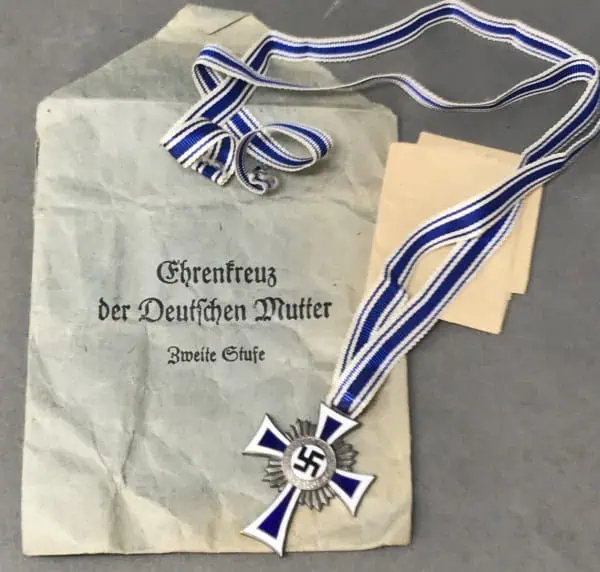 Ehrenkreuz
der Deutschen Mutter
Zweite Stufe